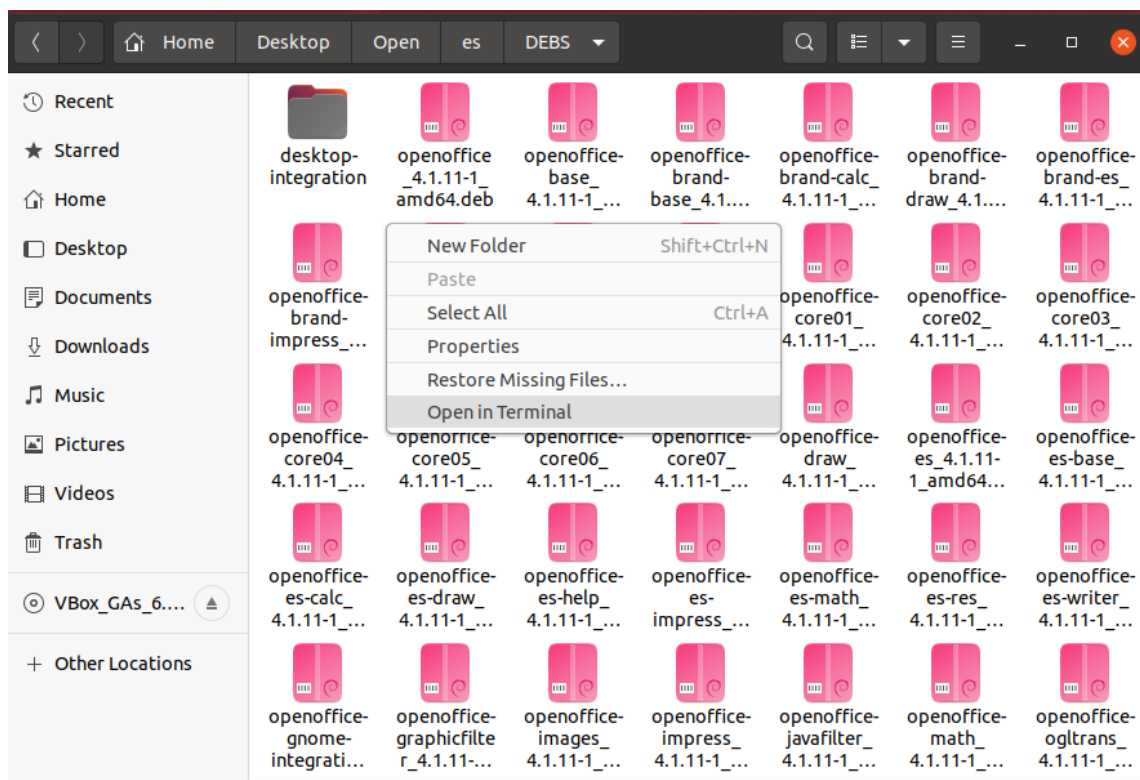 Home
Desktop
Open
es
DEBS
Recent
Starred
Home
Desktop
Documents
Downloads
Music
Pictures
Videos
Trash
VBox_GAs_6....
+ Other Locations
desktop-
integration
openoffice
_4.1.11-1_
amd64.deb
openoffice-
base_
4.1.11-1_...
openoffice-
brand-
base_4.1....
openoffice-
brand-calc_
4.1.11-1_...
openoffice-
brand-
draw_4.1....
openoffice-
brand-es_
4.1.11-1_...
openoffice-
brand-
impress_...
New Folder Shift+Ctrl+N
Paste
Select All Ctrl+A
Properties
Restore Missing Files...
Open in Terminal
openoffice-
core01_
4.1.11-1_...
openoffice-
core02_
4.1.11-1_...
openoffice-
core03_
4.1.11-1_...
openoffice-
core04_
4.1.11-1_...
openoffice-
core05_
4.1.11-1_...
openoffice-
core06_
4.1.11-1_...
openoffice-
core07_
4.1.11-1_...
openoffice-
draw_
4.1.11-1_...
openoffice-
es_4.1.11-
1_amd64...
openoffice-
es-base_
4.1.11-1_...
openoffice-
es-calc_
4.1.11-1_...
openoffice-
es-draw_
4.1.11-1_...
openoffice-
es-help_
4.1.11-1_...
openoffice-
es-
impress_...
openoffice-
es-math_
4.1.11-1_...
openoffice-
es-res_
4.1.11-1_...
openoffice-
es-writer_
4.1.11-1_...
openoffice-
gnome-
integrati...
openoffice-
graphicfilte
r_4.1.11-...
openoffice-
images_
4.1.11-1_...
openoffice-
impress_
4.1.11-1_...
openoffice-
javafilter_
4.1.11-1_...
openoffice-
math_
4.1.11-1_...
openoffice-
ogltrans_
4.1.11-1_...